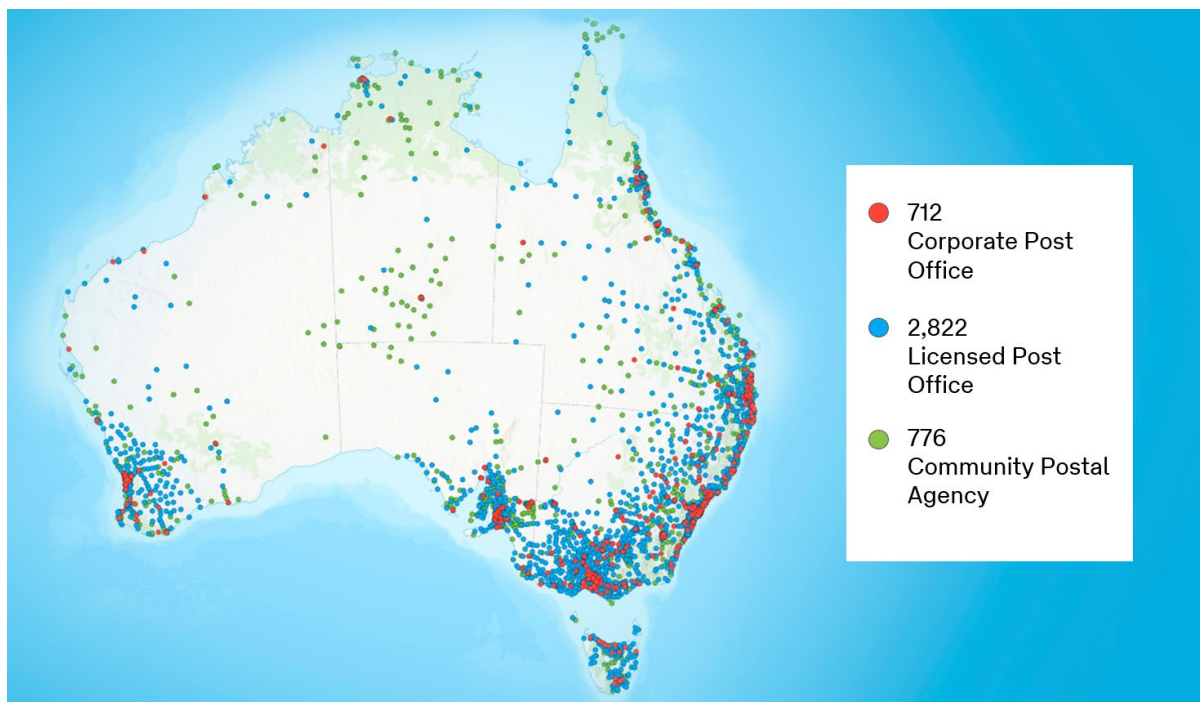 712
Corporate Post
Office
2,822
Licensed Post
Office
776
Community Postal
Agency